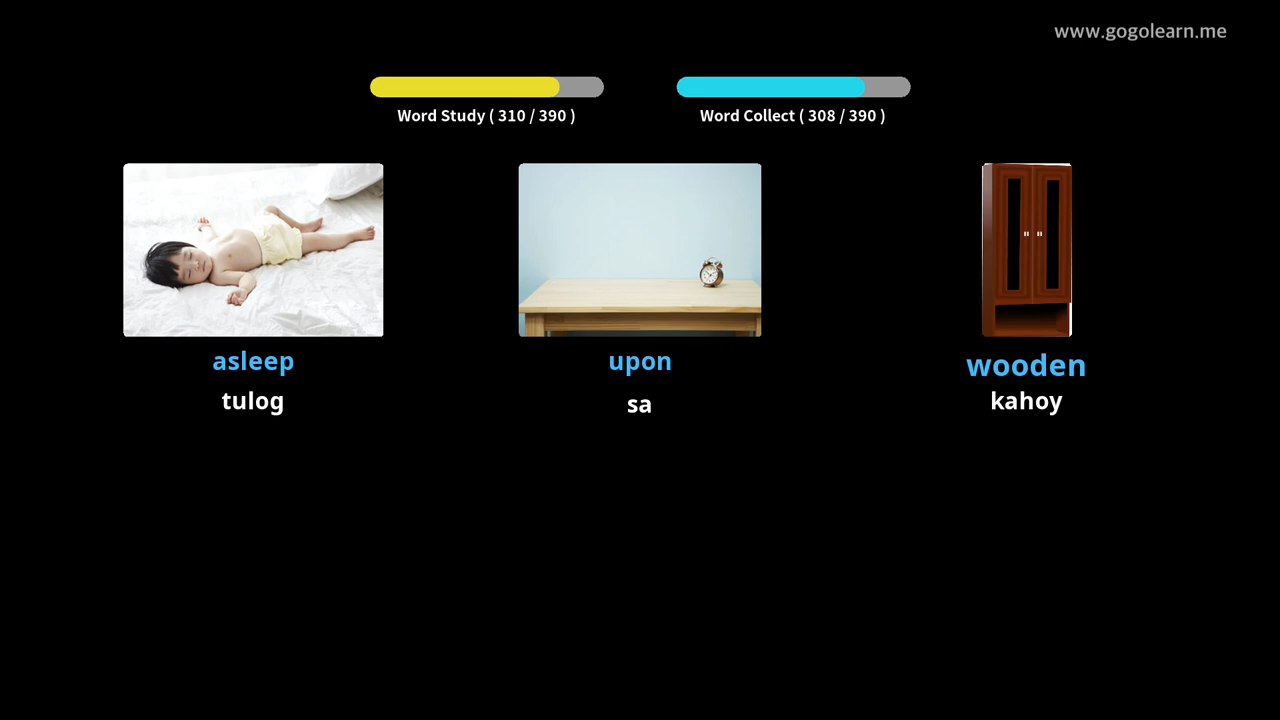 www.gogolearn.me
Word Study ( 310 / 390 )
Word Collect ( 308 / 390 )
asleep
tulog
upon
sa
wooden
kahoy